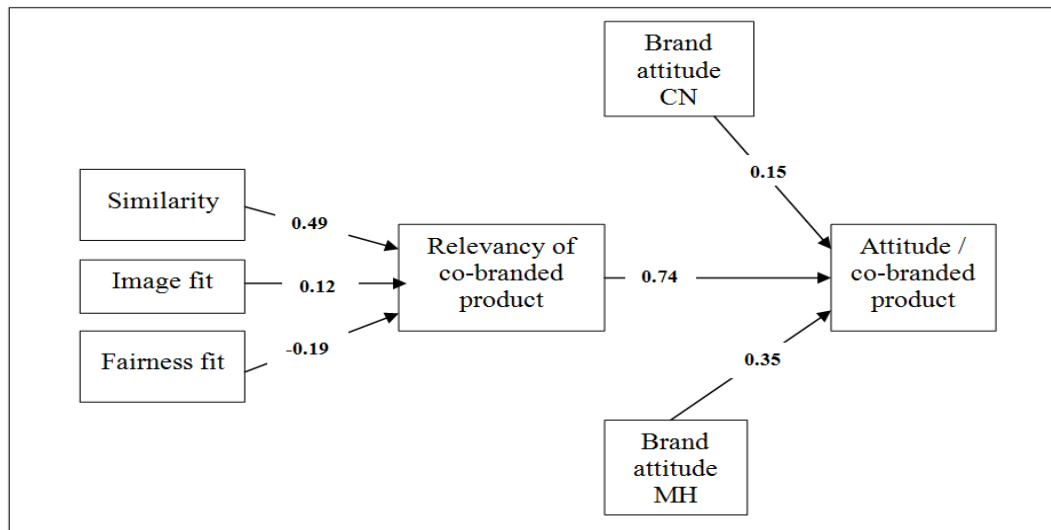 Brand
attitude
CN
0.15
Similarity
0.49
Image fit
0.12
Fairness fit
-0.19
Relevancy of
co-branded
product
0.74
Attitude /
co-branded
product
0.35
Brand
attitude
MH